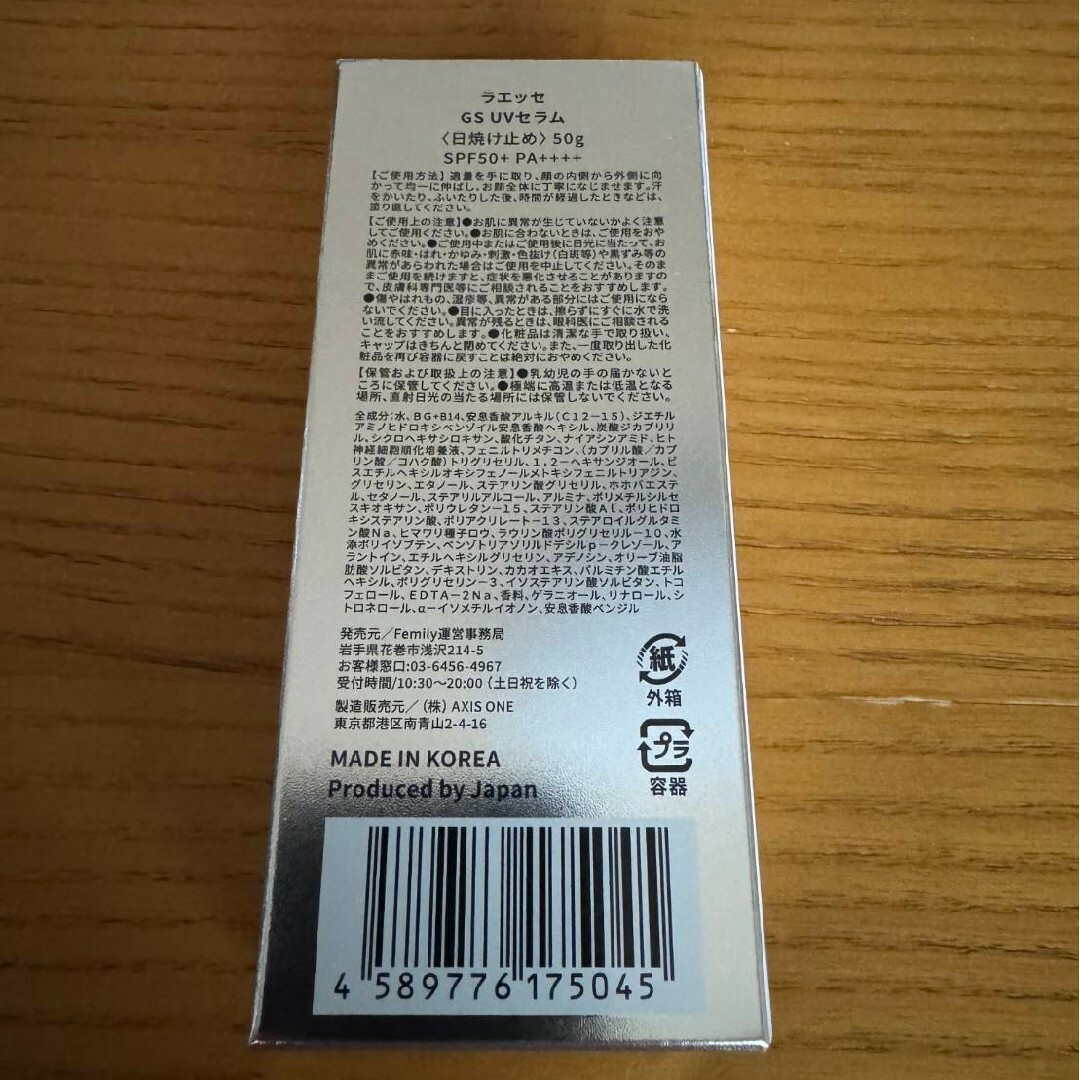 ラエッセ
GS UVセラム
〈日焼け止め〉50g
SPF50+ PA++++
【ご使用方法】適量を手に取り、顔の内側から外側に向
かって均一に伸ばし、お顔全体に丁寧になじませます。汗
をかいたり、ふいたりした後、時間が経過したときなどは、
塗り直してください。
【ご使用上の注意】●お肌に異常が生じていないかよく注意
してご使用ください。●お肌に合わないときは、ご使用をおや
めください。●ご使用中またはご使用後に日光に当たって、お
肌に赤味・はれ・かゆみ・刺激・色抜け(白斑等)や黒ずみ等の
異常があらわれた場合はご使用を中止してください。そのま
まご使用を続けますと、症状を悪化させることがありますの
で、皮膚科専門医等にご相談されることをおすすめします。
●傷やはれもの、湿疹等、異常がある部分にはご使用になら
ないでください。●目に入ったときは、擦らずにすぐに水で洗
い流してください。異常が残るときは、眼科医にご相談される
ことをおすすめします。●化粧品は清潔な手で取り扱い、
キャップはきちんと閉めてください。また、一度取り出した化
粧品を再び容器に戻すことは絶対におやめください。
【保管および取扱上の注意】●乳幼児の手の届かないと
ころに保管してください。●極端に高温または低温となる
場所、直射日光の当たる場所には保管しないでください。
全成分:水、BG+B14、安息香酸アルキル(C12-15)、ジエチル
アミノヒドロキシベンゾイル安息香酸ヘキシル、炭酸ジカプリリ
ル、シクロヘキサシロキサン、酸化チタン、ナイアシンアミド、ヒト
神経細胞順化培養液、フェニルトリメチコン、(カプリル酸/カプ
リン酸/コハク酸)トリグリセリル、1,2-ヘキサンジオール、ビ
スエチルヘキシルオキシフェノールメトキシフェニルトリアジン、
グリセリン、エタノール、ステアリン酸グリセリル、ホホバエステ
ル、セタノール、ステアリルアルコール、アルミナ、ポリメチルシルセ
スキオキサン、ポリウレタン-15、ステアリン酸Al、ポリヒドロ
キシステアリン酸、ポリアクリレート-13、ステアロイルグルタミ
ン酸Na、ヒマワリ種子ロウ、ラウリン酸ポリグリセリル-10、水
添ポリイソブテン、ベンゾトリアゾリルドデシルp-クレゾール、ア
ラントイン、エチルヘキシルグリセリン、アデノシン、オリーブ油脂
肪酸ソルビタン、デキストリン、カカオエキス、パルミチン酸エチル
ヘキシル、ポリグリセリン-3、イソステアリン酸ソルビタン、トコ
フェロール、EDTA-2Na、香料、ゲラニオール、リナロール、シ
トロネロール、α-イソメチルイオノン、安息香酸ベンジル
発売元/Femily運営事務局
岩手県花巻市浅沢214-5
お客様窓口:03-6456-4967
受付時間/10:30~20:00(土日祝を除く)
製造販売元/(株)AXIS ONE
東京都港区南青山2-4-16
紙
外箱
プラ
容器
MADE IN KOREA
Produced by Japan
4 589776 175045